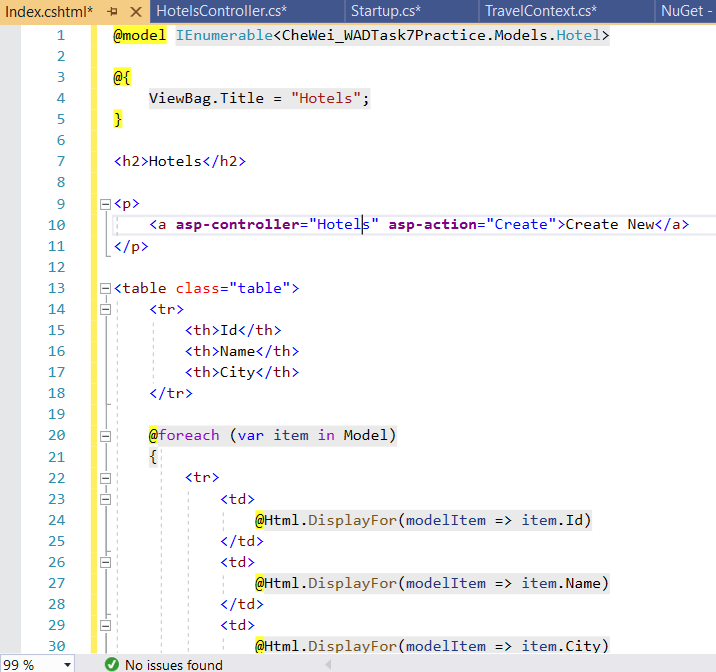 Index.cshtml* HotelsController.cs* Startup.cs* TravelContext.cs* NuGet -
1 @model IEnumerable<CheWei_WADTask7Practice.Models.Hotel>
2
3 @{
4 ViewBag.Title = "Hotels";
5 }
6
7 <h2>Hotels</h2>
8
9 <p>
10 <a asp-controller="Hotels" asp-action="Create">Create New</a>
11 </p>
12
13 <table class="table">
14 <tr>
15 <th>Id</th>
16 <th>Name</th>
17 <th>City</th>
18 </tr>
19
20 @foreach (var item in Model)
21 {
22 <tr>
23 <td>
24 @Html.DisplayFor(modelItem => item.Id)
25 </td>
26 <td>
27 @Html.DisplayFor(modelItem => item.Name)
28 </td>
29 <td>
30 @Html.DisplayFor(modelItem => item.City)
99 % No issues found